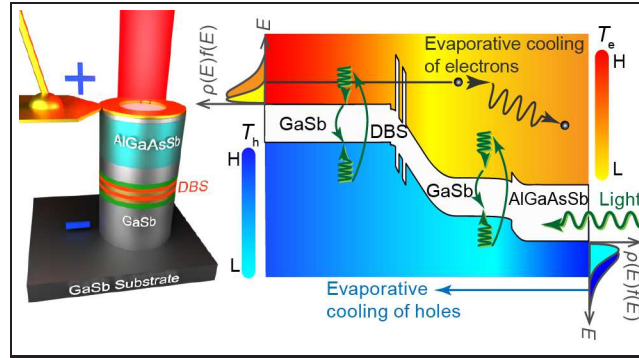 +
AlGaAsSb
DBS
GaSb
−
GaSb Substrate
ρ(E)f(E)
E
Evaporative cooling
of electrons
Te
H
L
Th
H
L
GaSb
DBS
GaSb
AlGaAsSb
Light
Evaporative
cooling of holes
ρ(E)f(E)
E